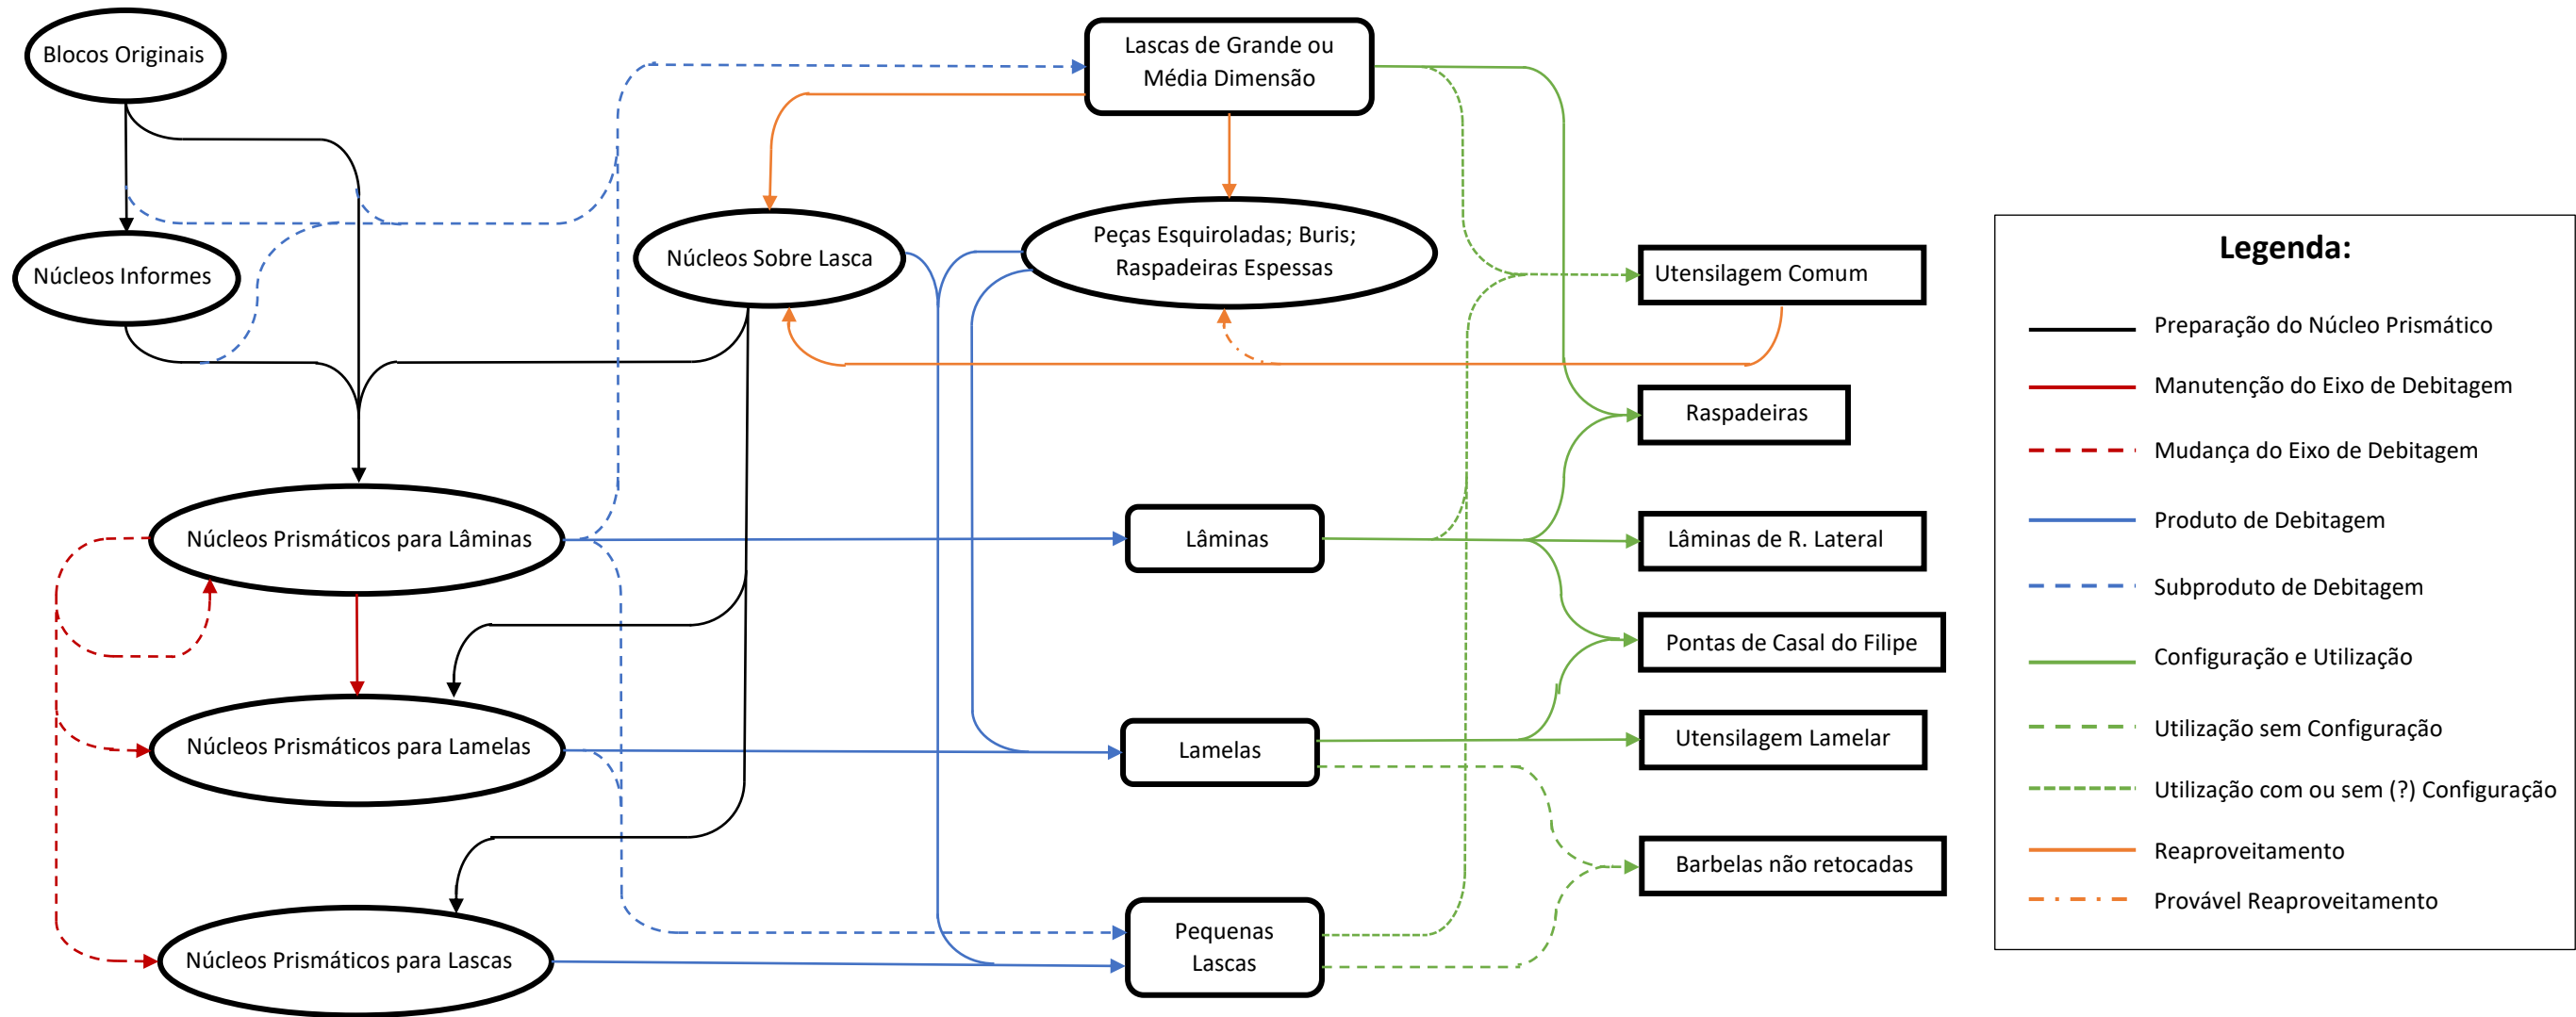 Blocos Originais
Lascas de Grande ou
Média Dimensão
Núcleos Informes
Núcleos Sobre Lasca
Peças Esquiroladas; Buris;
Raspadeiras Espessas
Utensilagem Comum
Raspadeiras
Núcleos Prismáticos para Lâminas
Lâminas
Lâminas de R. Lateral
Pontas de Casal do Filipe
Núcleos Prismáticos para Lamelas
Lamelas
Utensilagem Lamelar
Barbelas não retocadas
Núcleos Prismáticos para Lascas
Pequenas
Lascas
Legenda:
Preparação do Núcleo Prismático
Manutenção do Eixo de Debitagem
Mudança do Eixo de Debitagem
Produto de Debitagem
Subproduto de Debitagem
Configuração e Utilização
Utilização sem Configuração
Utilização com ou sem (?) Configuração
Reaproveitamento
Provável Reaproveitamento